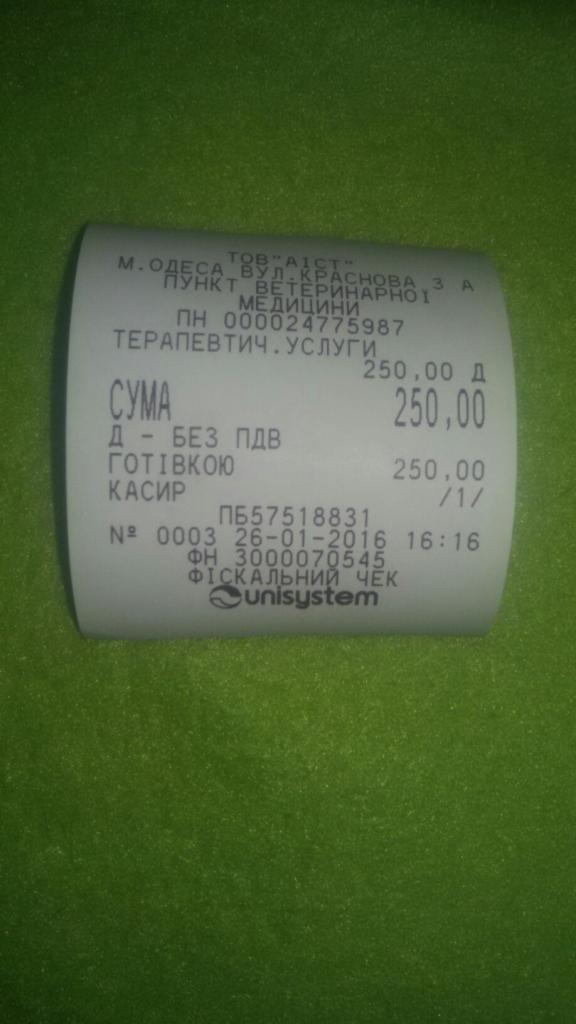 ТОВ"АІСТ"
М.ОДЕСА ВУЛ.КРАСНОВА 3 А
ПУНКТ ВЕТЕРИНАРНОІ
МЕДИЦИНИ
ПН 000024775987
ТЕРАПЕВТИЧ.УСЛУГИ
250,00 Д
СУМА 250,00
Д - БЕЗ ПДВ
ГОТІВКОЮ 250,00
КАСИР /1/
ПБ57518831
№ 0003 26-01-2016 16:16
ФН 3000070545
ФІСКАЛЬНИЙ ЧЕК
unisystem